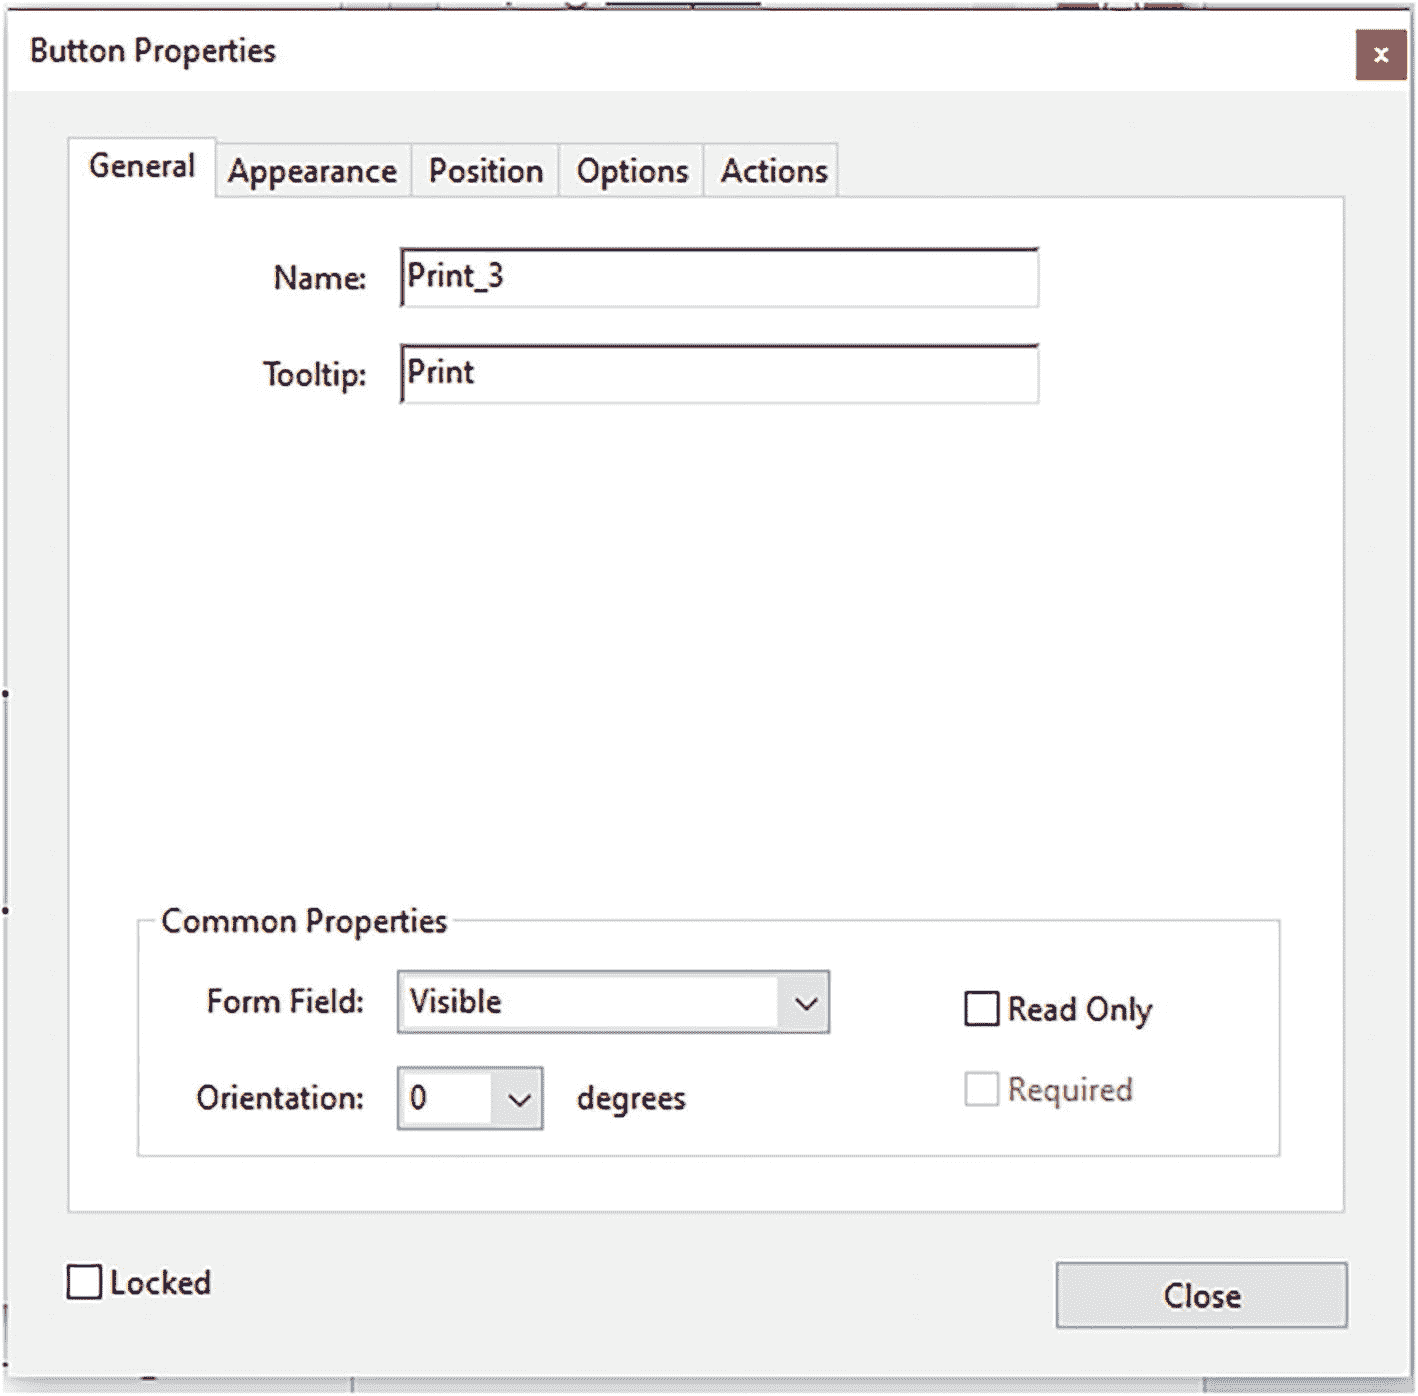 Button Properties
x
General Appearance Position Options Actions
Name: Print_3
Tooltip: Print
Common Properties
Form Field: Visible
Read Only
Orientation: 0 degrees
Required
Locked
Close